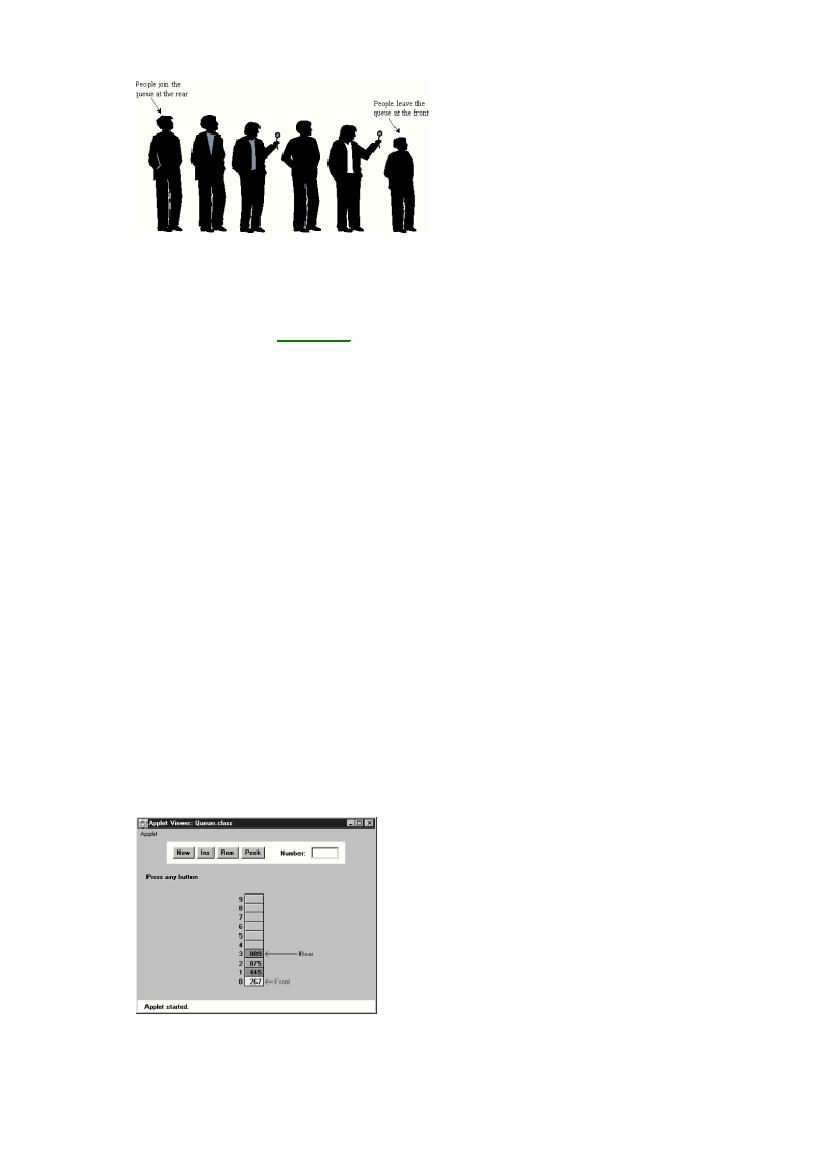 People join the
queue at the rear
People leave the
queue at the front
Applet Viewer: Queue.class
Applet
New Ins Rem Peek Number:
Press any button
9
8
7
6
5
4
3 889 Rear
2 875
1 445
0 267 Front
Applet started.